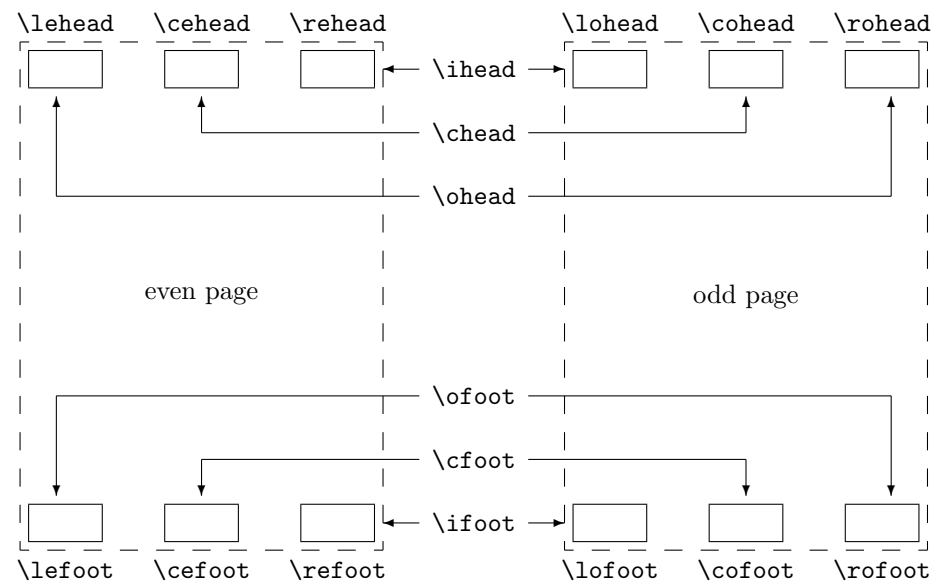 \lehead \cehead \rehead \lohead \cohead \rohead
\ihead
\chead
\ohead
even page odd page
\ofoot
\cfoot
\ifoot
\lefoot \cefoot \refoot \lofoot \cofoot \rofoot